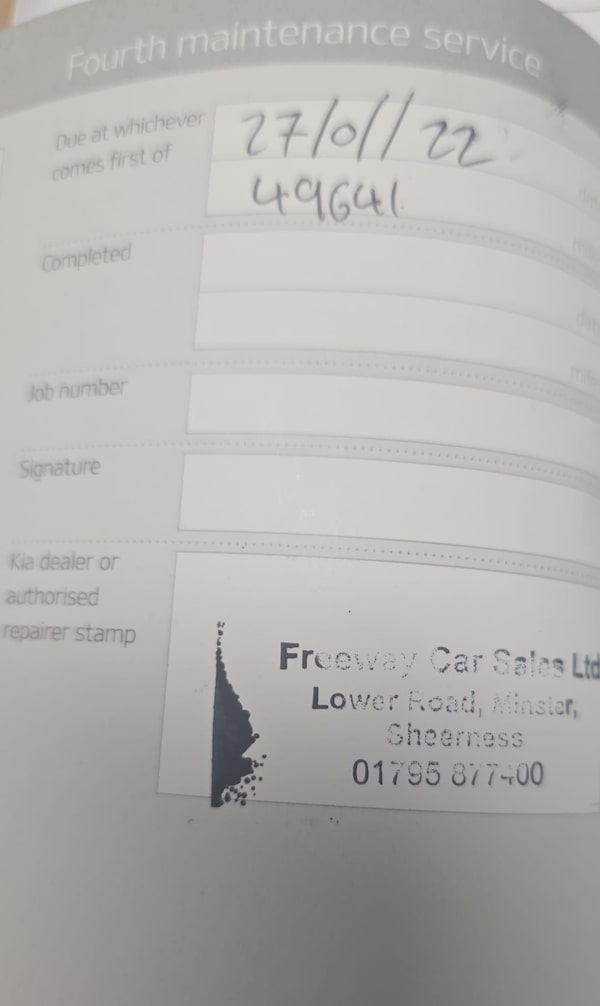 Fourth maintenance service
Due at whichever
comes first of
27/01/22
49641
Completed
Job number
Signature
Kia dealer or
authorised
repairer stamp
Freeway Car Sales Ltd
Lower Road, Minster,
Sheerness
01795 877400